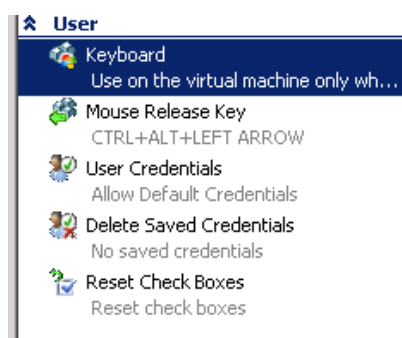 User
Keyboard
Use on the virtual machine only wh...
Mouse Release Key
CTRL+ALT+LEFT ARROW
User Credentials
Allow Default Credentials
Delete Saved Credentials
No saved credentials
Reset Check Boxes
Reset check boxes